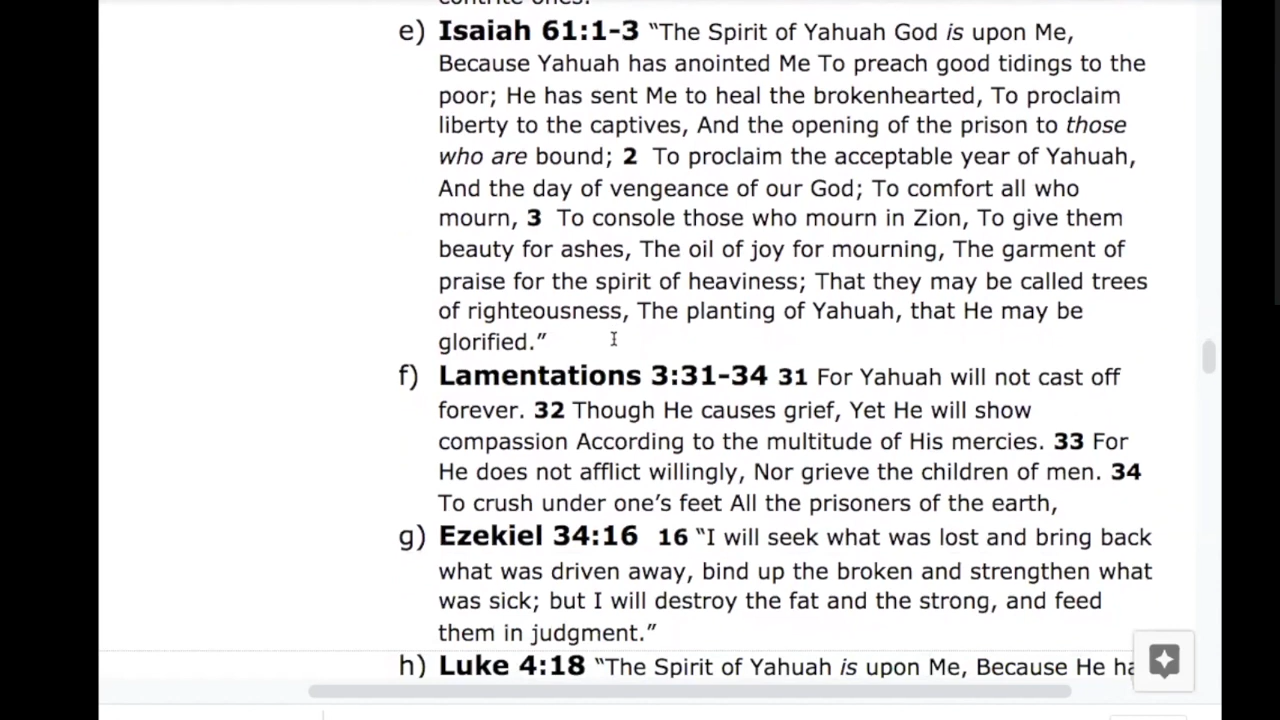 contrite ones.
e) Isaiah 61:1-3 “The Spirit of Yahuah God is upon Me,
Because Yahuah has anointed Me To preach good tidings to the
poor; He has sent Me to heal the brokenhearted, To proclaim
liberty to the captives, And the opening of the prison to those
who are bound; 2 To proclaim the acceptable year of Yahuah,
And the day of vengeance of our God; To comfort all who
mourn, 3 To console those who mourn in Zion, To give them
beauty for ashes, The oil of joy for mourning, The garment of
praise for the spirit of heaviness; That they may be called trees
of righteousness, The planting of Yahuah, that He may be
glorified.”
f) Lamentations 3:31-34 31 For Yahuah will not cast off
forever. 32 Though He causes grief, Yet He will show
compassion According to the multitude of His mercies. 33 For
He does not afflict willingly, Nor grieve the children of men. 34
To crush under one’s feet All the prisoners of the earth,
g) Ezekiel 34:16 16 “I will seek what was lost and bring back
what was driven away, bind up the broken and strengthen what
was sick; but I will destroy the fat and the strong, and feed
them in judgment.”
h) Luke 4:18 “The Spirit of Yahuah is upon Me, Because He